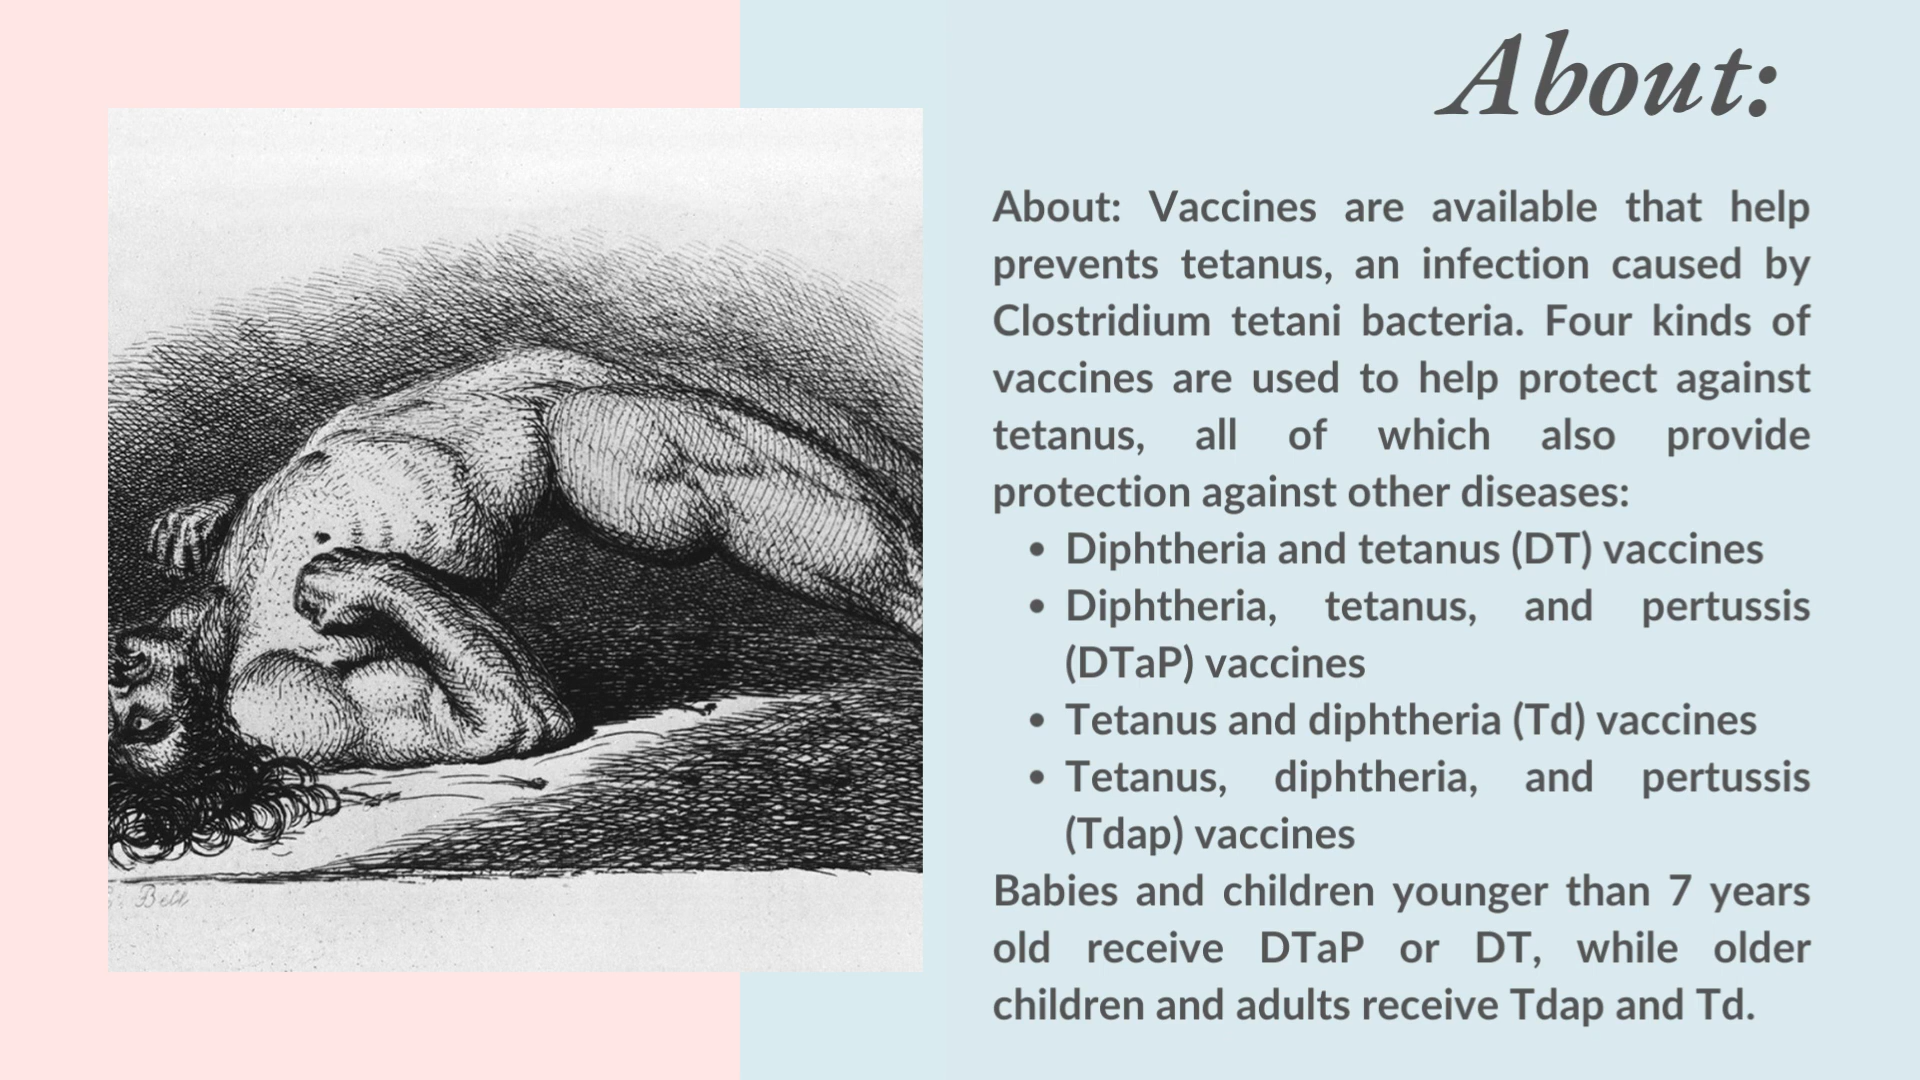 About:
About: Vaccines are available that help
prevents tetanus, an infection caused by
Clostridium tetani bacteria. Four kinds of
vaccines are used to help protect against
tetanus, all of which also provide
protection against other diseases:
• Diphtheria and tetanus (DT) vaccines
• Diphtheria, tetanus, and pertussis
(DTaP) vaccines
• Tetanus and diphtheria (Td) vaccines
• Tetanus, diphtheria, and pertussis
(Tdap) vaccines
Babies and children younger than 7 years
old receive DTaP or DT, while older
children and adults receive Tdap and Td.
Bell